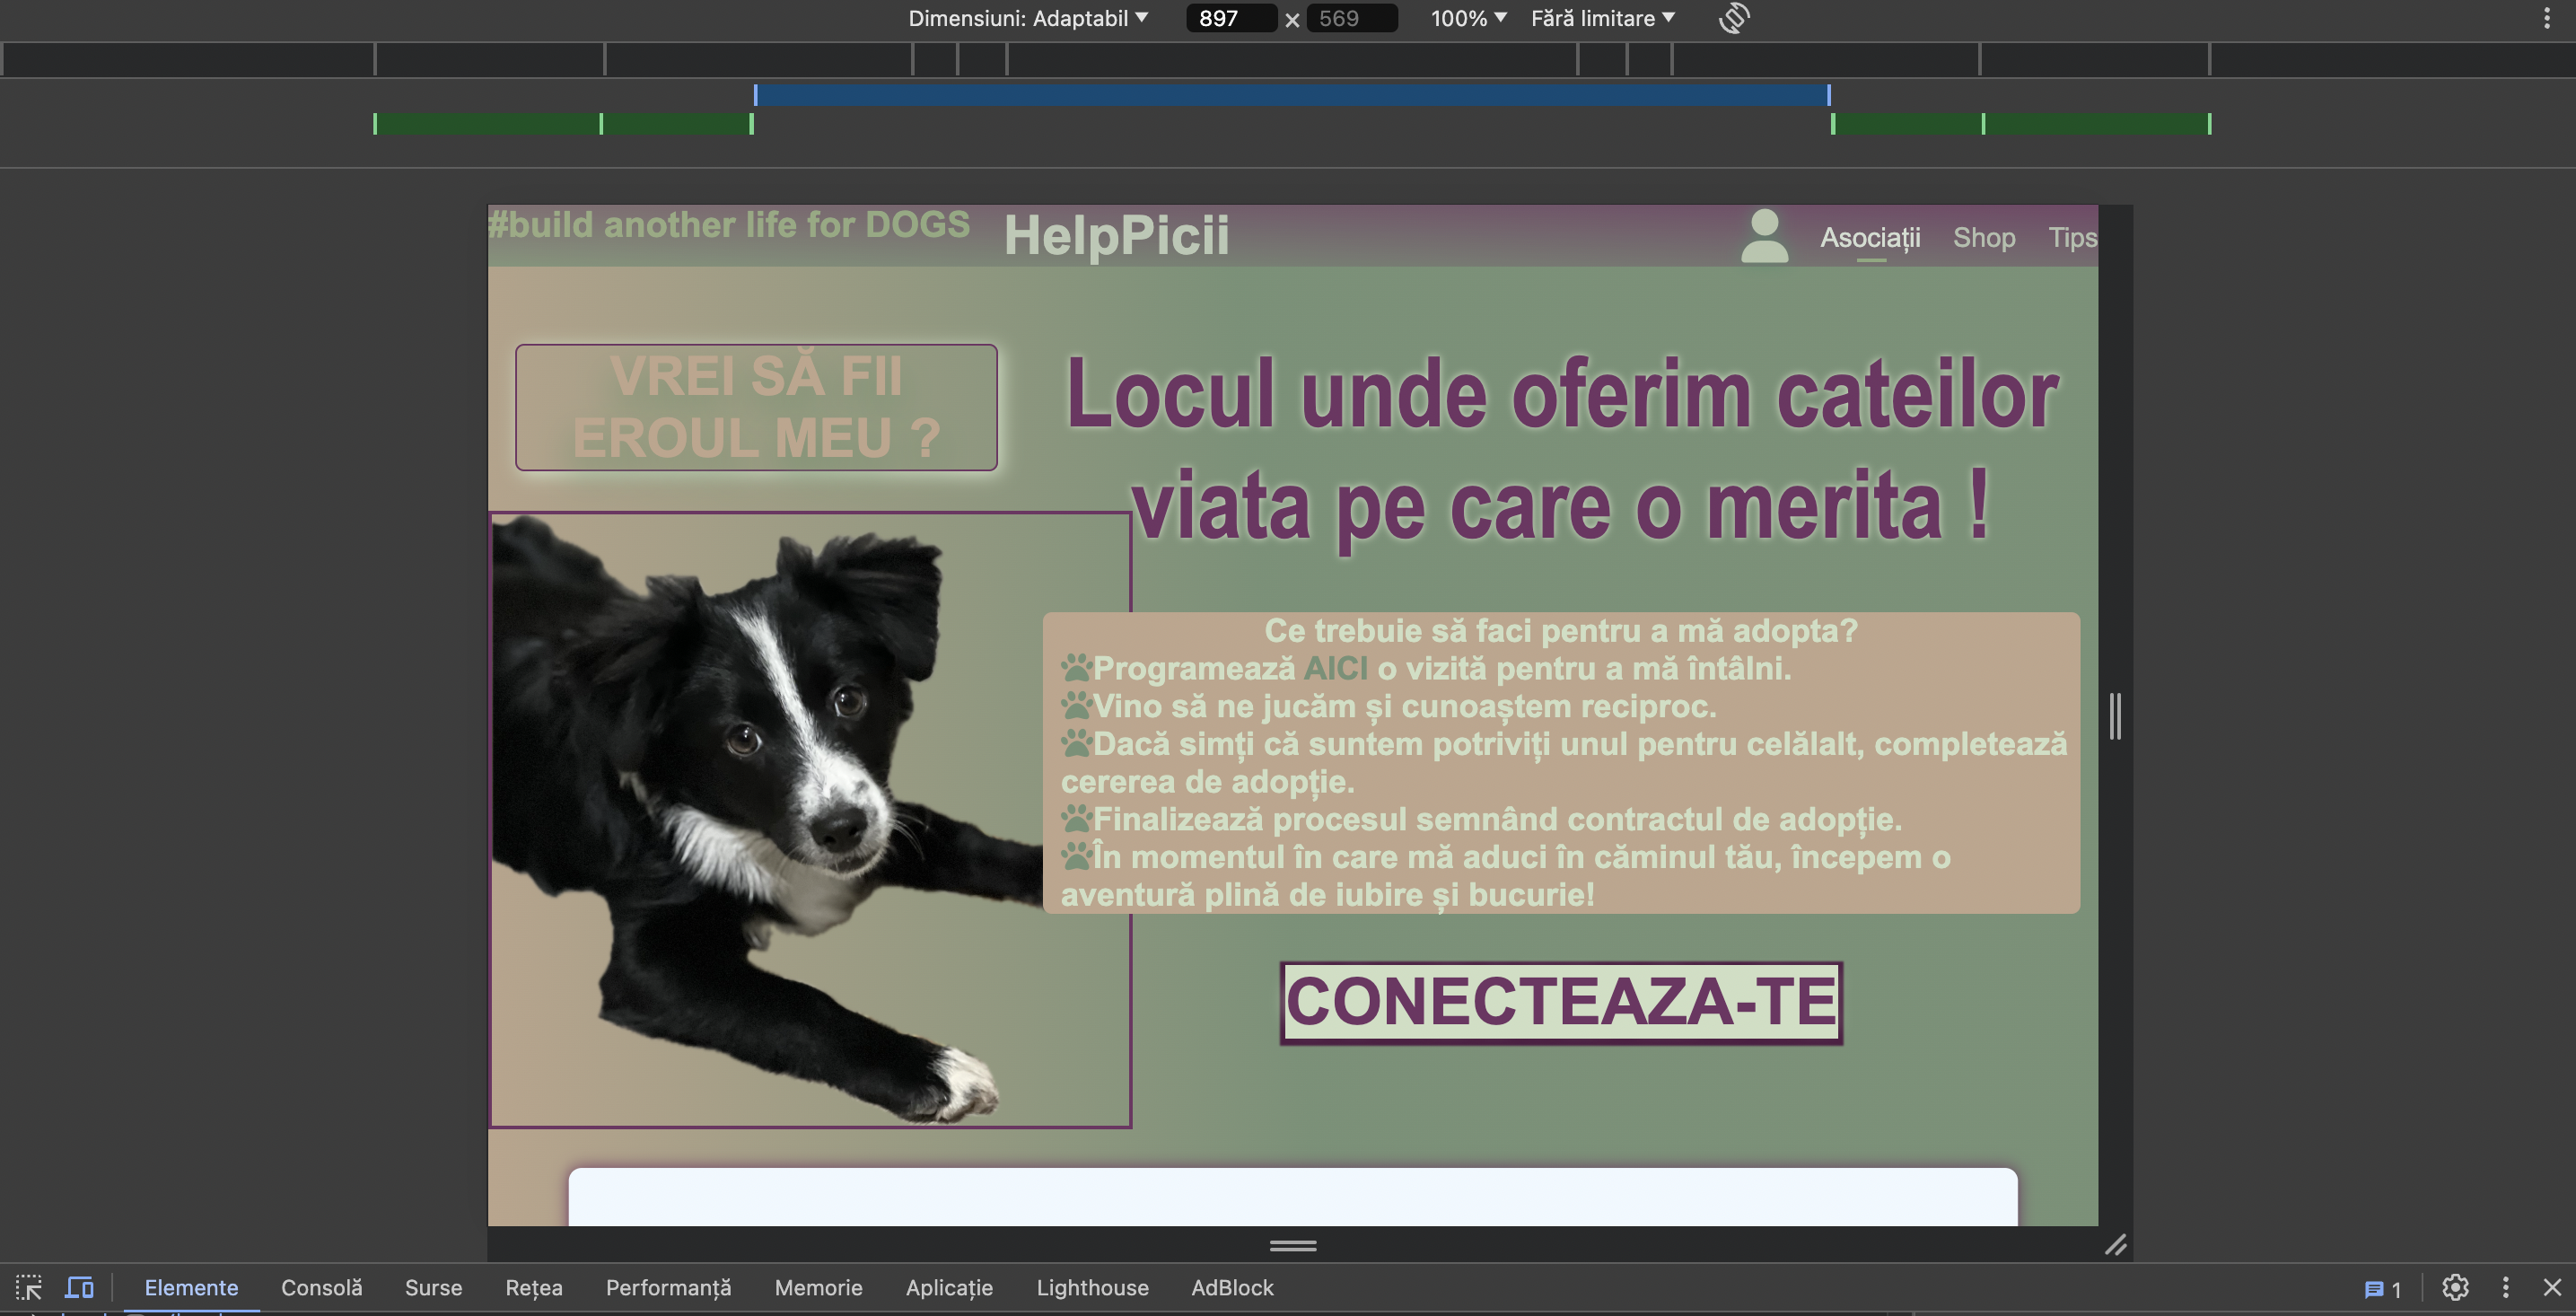 Dimensiuni: Adaptabil 897 × 569 100% Fără limitare
#build another life for DOGS HelpPicii Asociații Shop Tips
VREI SĂ FII
EROUL MEU ?
Locul unde oferim cateilor
viata pe care o merita !
Ce trebuie să faci pentru a mă adopta?
Programează AICI o vizită pentru a mă întâlni.
Vino să ne jucăm și cunoaștem reciproc.
Dacă simți că suntem potriviți unul pentru celălalt, completează
cererea de adopție.
Finalizează procesul semnând contractul de adopție.
În momentul în care mă aduci în căminul tău, începem o
aventură plină de iubire și bucurie!
CONECTEAZA-TE
Elemente Consolă Surse Rețea Performanță Memorie Aplicație Lighthouse AdBlock 1